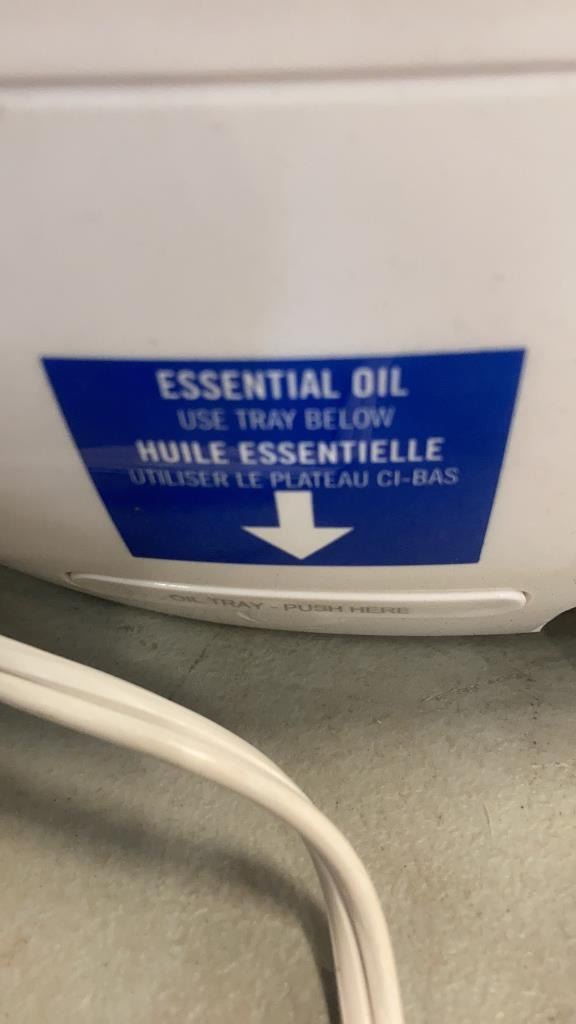 ESSENTIAL OIL
USE TRAY BELOW
HUILE ESSENTIELLE
UTILISER LE PLATEAU CI-BAS
OIL TRAY - PUSH HERE